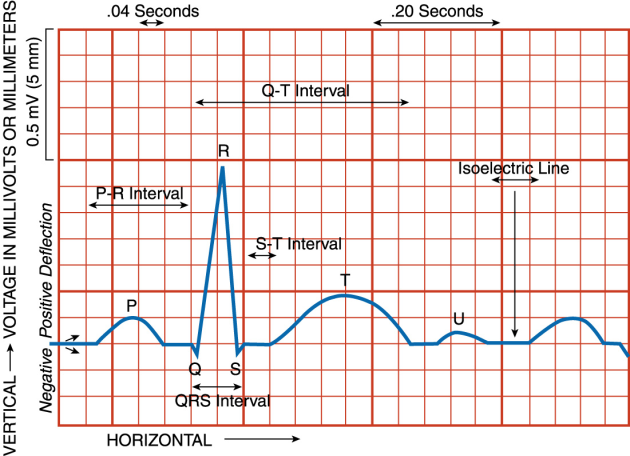 .04 Seconds
.20 Seconds
VERTICAL → VOLTAGE IN MILLIVOLTS OR MILLIMETERS
0.5 mV (5 mm)
Q-T Interval
R
Isoelectric Line
P-R Interval
S-T Interval
Negative Positive Deflection
T
P
U
Q
S
QRS Interval
HORIZONTAL →